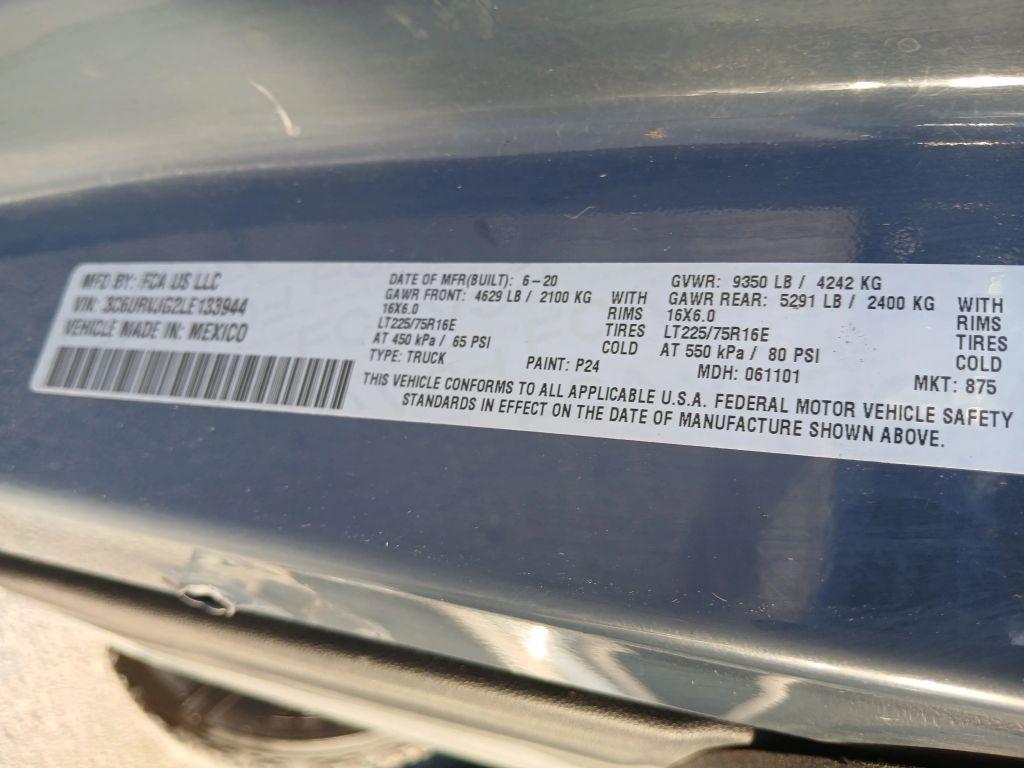 MFD BY: FCA US LLC
VIN: 3C6URVJG2LE133944
VEHICLE MADE IN: MEXICO
DATE OF MFR(BUILT): 6-20
GAWR FRONT: 4629 LB / 2100 KG WITH
16X6.0 RIMS
LT225/75R16E TIRES
AT 450 kPa / 65 PSI COLD
TYPE: TRUCK
GVWR: 9350 LB / 4242 KG
GAWR REAR: 5291 LB / 2400 KG WITH
16X6.0 RIMS
LT225/75R16E TIRES
AT 550 kPa / 80 PSI COLD
PAINT: P24 MDH: 061101 MKT: 875
THIS VEHICLE CONFORMS TO ALL APPLICABLE U.S.A. FEDERAL MOTOR VEHICLE SAFETY
STANDARDS IN EFFECT ON THE DATE OF MANUFACTURE SHOWN ABOVE.